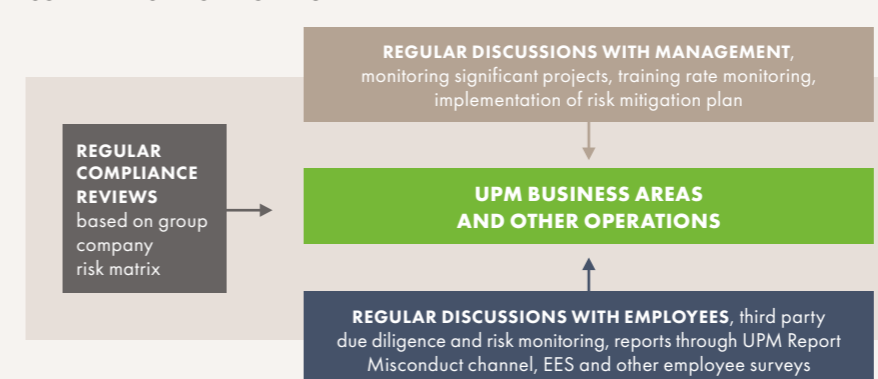 REGULAR DISCUSSIONS WITH MANAGEMENT,
monitoring significant projects, training rate monitoring,
implementation of risk mitigation plan
REGULAR
COMPLIANCE
REVIEWS
based on group
company
risk matrix
UPM BUSINESS AREAS
AND OTHER OPERATIONS
REGULAR DISCUSSIONS WITH EMPLOYEES, third party
due diligence and risk monitoring, reports through UPM Report
Misconduct channel, EES and other employee surveys